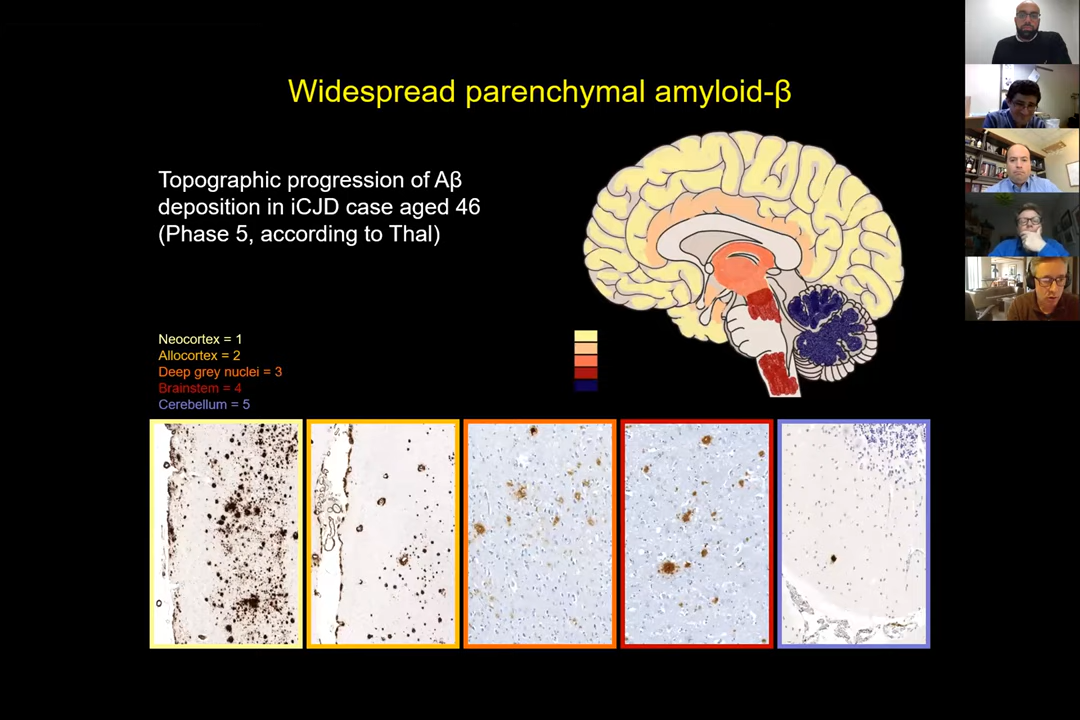 Widespread parenchymal amyloid-β
Topographic progression of Aβ
deposition in iCJD case aged 46
(Phase 5, according to Thal)
Neocortex = 1
Allocortex = 2
Deep grey nuclei = 3
Brainstem = 4
Cerebellum = 5